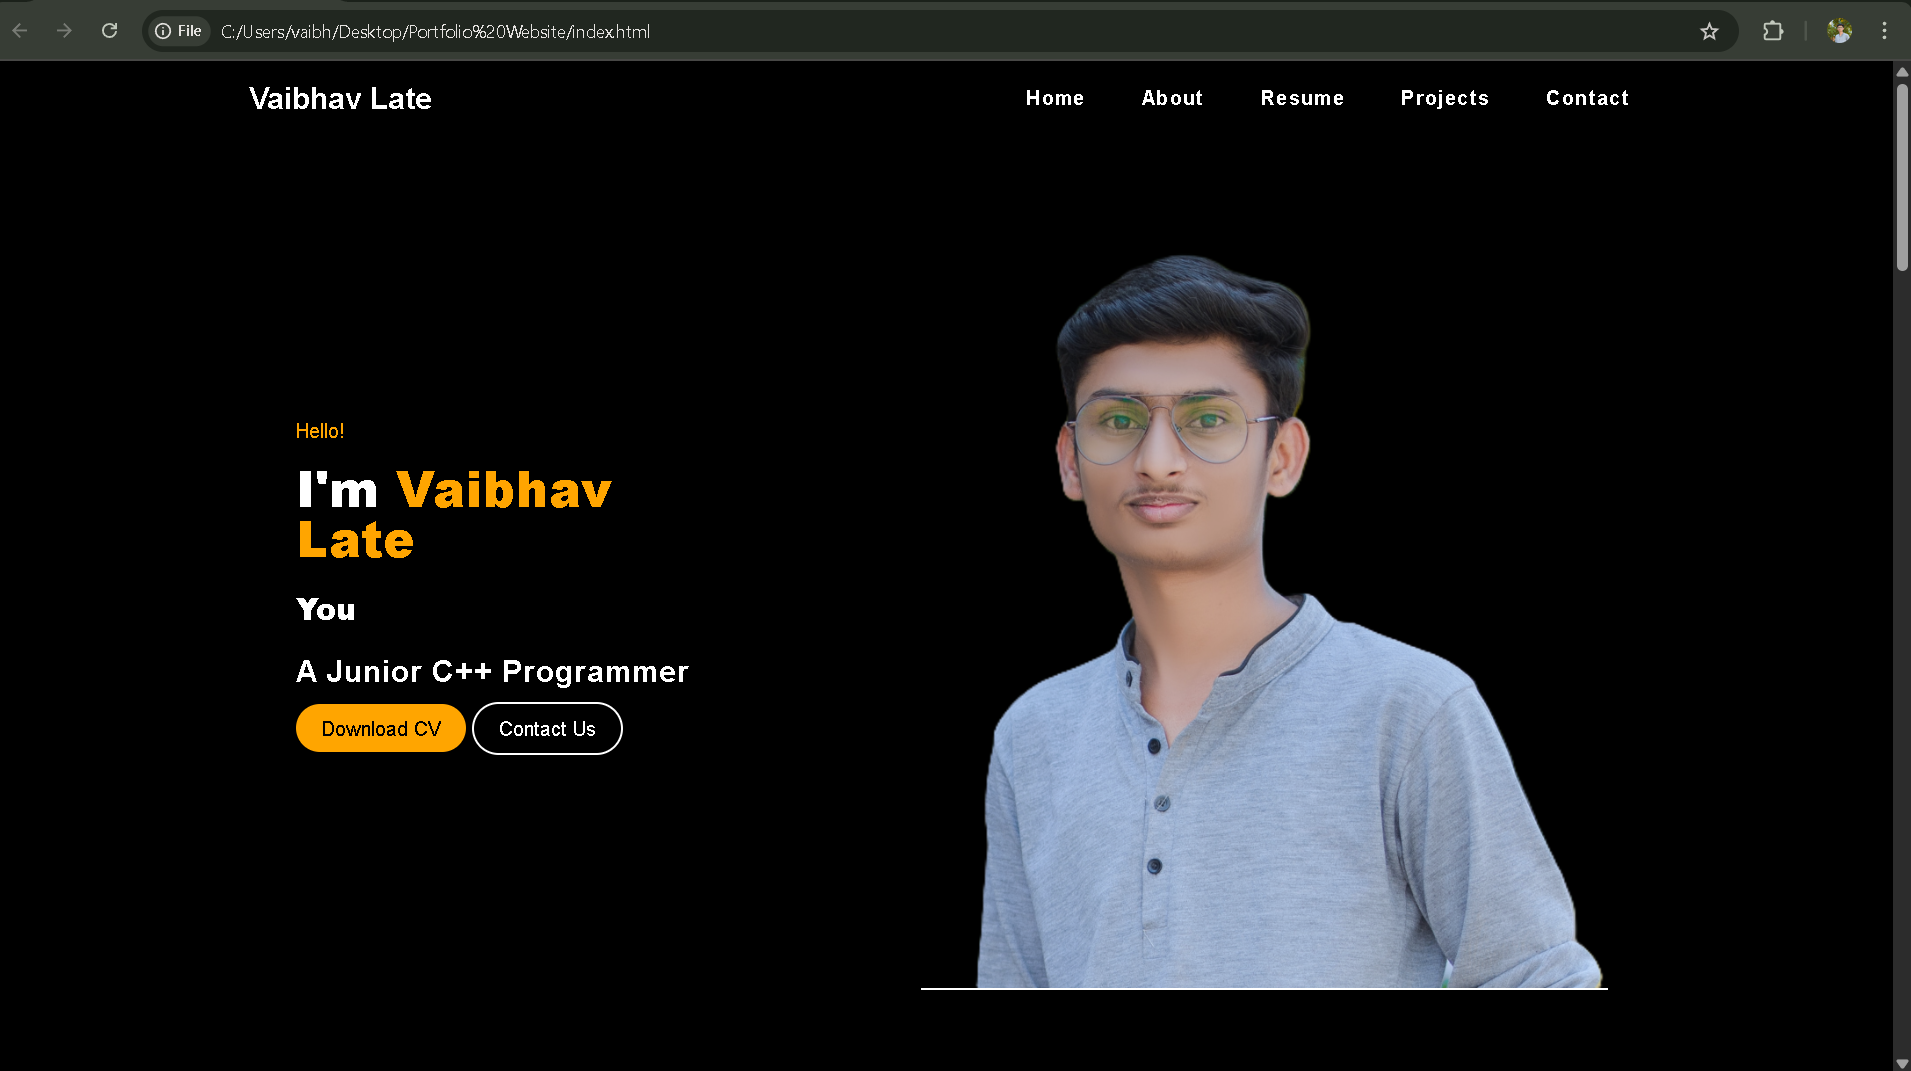 File C:/Users/vaibh/Desktop/Portfolio%20Website/index.html
Vaibhav Late Home About Resume Projects Contact
Hello!
I'm Vaibhav
Late
You
A Junior C++ Programmer
Download CV Contact Us